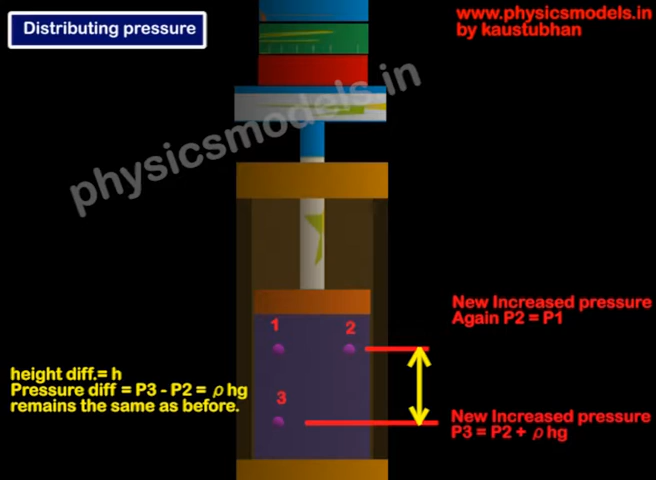 Distributing pressure
www.physicsmodels.in
by kaustubhan
physicsmodels.in
New Increased pressure
Again P2 = P1
1
2
height diff.= h
Pressure diff = P3 - P2 = ρ hg
remains the same as before.
3
New Increased pressure
P3 = P2 + ρ hg